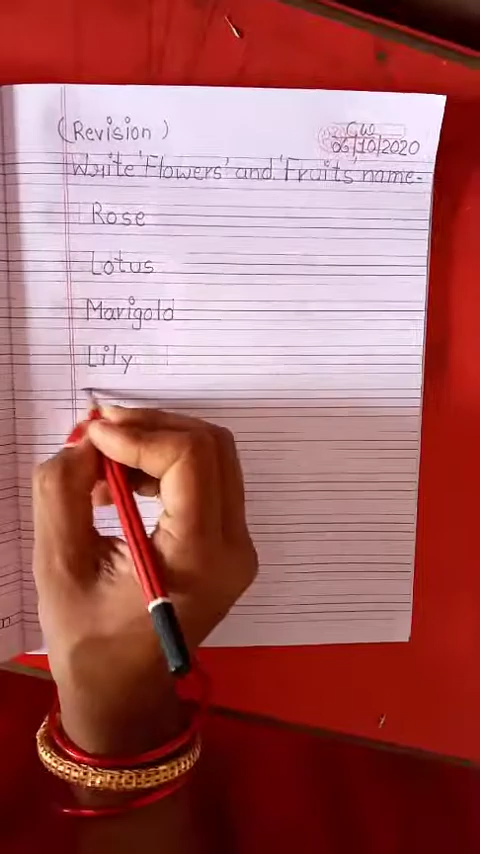 (Revision)
CW
06/10/2020
Write 'Flowers' and 'Fruits' name-
Rose
Lotus
Marigold
Lily